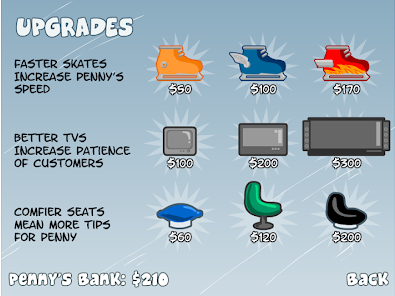 UPGRADES
FASTER SKATES
INCREASE PENNY'S
SPEED
$50 $100 $170
BETTER TVS
INCREASE PATIENCE
OF CUSTOMERS
$100 $200 $300
COMFIER SEATS
MEAN MORE TIPS
FOR PENNY
$60 $120 $200
PENNY'S BANK: $210 BACK